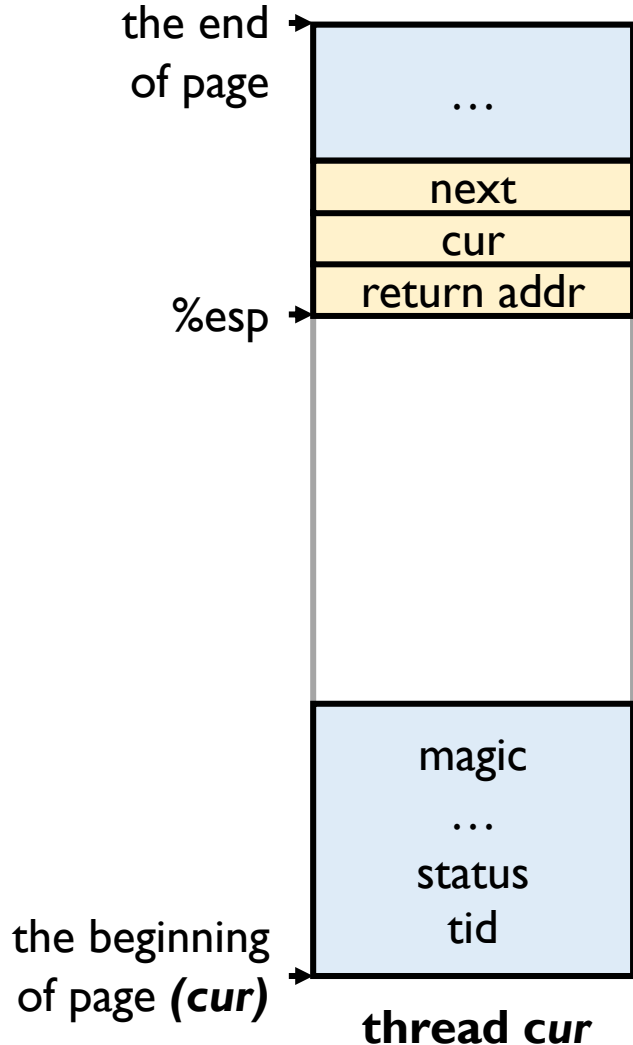 the end
of page
…
next
cur
return addr
%esp
magic
…
status
tid
the beginning
of page (cur)
thread cur